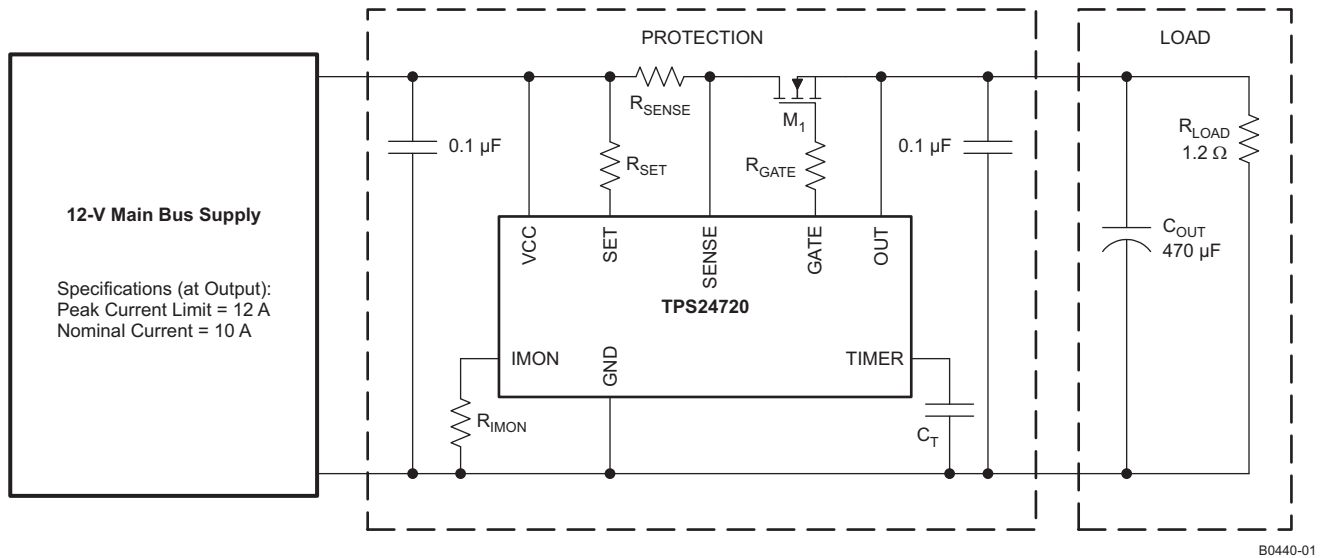 PROTECTION
LOAD
R_SENSE
M_1
R_LOAD
1.2 Ω
0.1 µF
R_SET
R_GATE
0.1 µF
12-V Main Bus Supply
Specifications (at Output):
Peak Current Limit = 12 A
Nominal Current = 10 A
VCC
SET
SENSE
GATE
OUT
C_OUT
470 µF
TPS24720
IMON
GND
TIMER
R_IMON
C_T
B0440-01